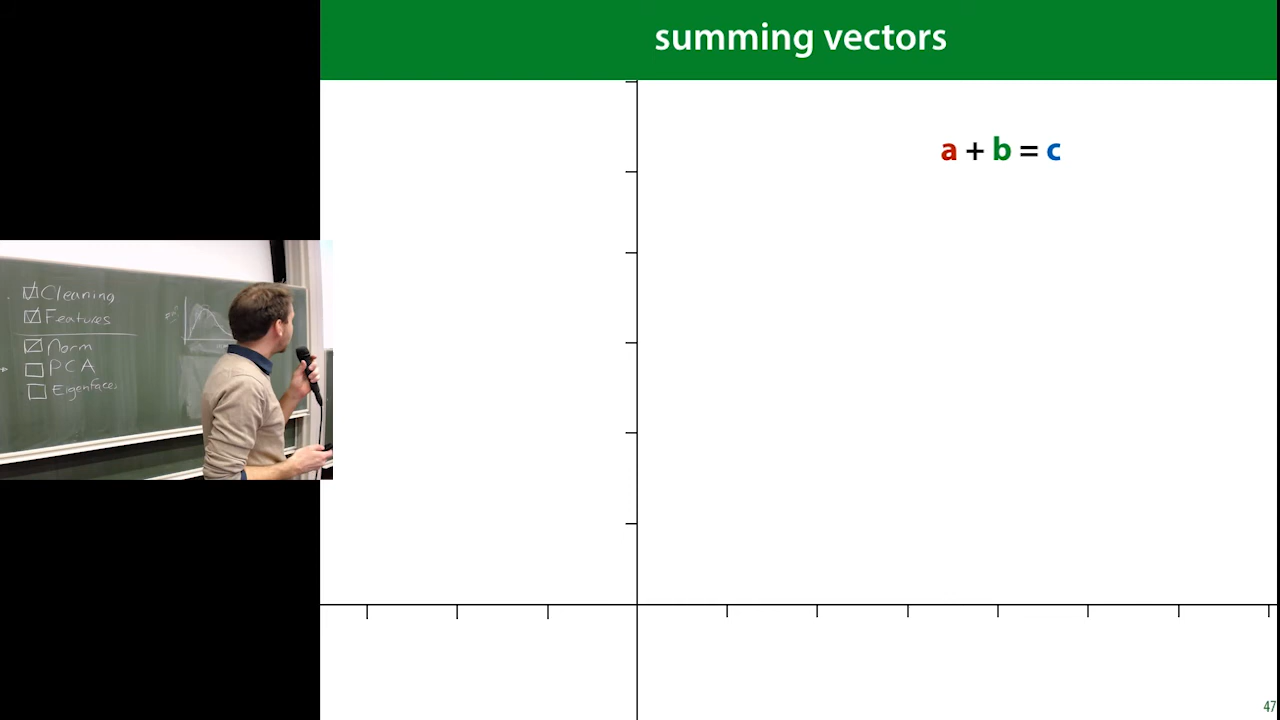 summing vectors
a + b = c
Cleaning
Features
Norm
PCA
Eigenfaces
47